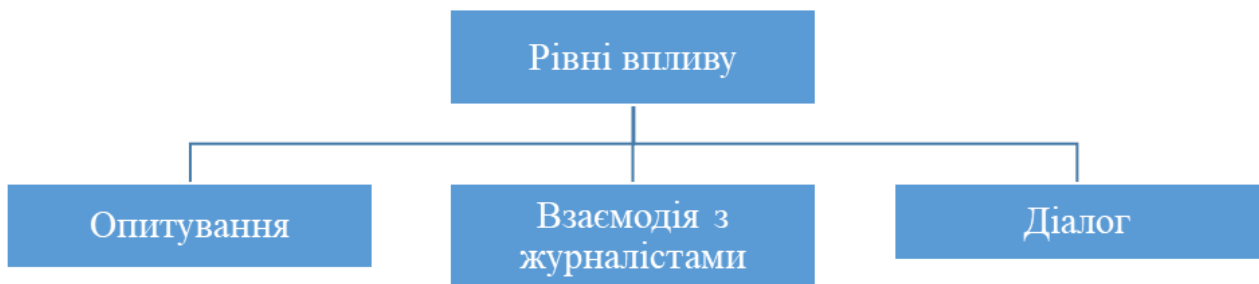 Рівні впливу
Опитування
Взаємодія з
журналістами
Діалог